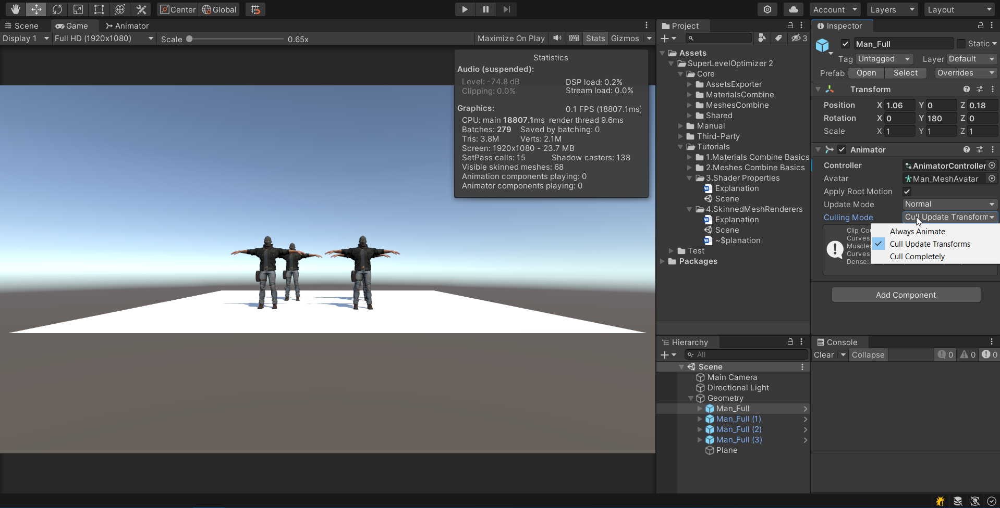 Center
Global
Account
Layers
Layout
Scene
Game
Animator
Display 1
Full HD (1920x1080)
Scale
0.65x
Maximize On Play
Stats
Gizmos
Statistics
Audio (suspended):
Level: -74.8 dB
DSP load: 0.2%
Clipping: 0.0%
Stream load: 0.0%
Graphics:
0.1 FPS (18807.1ms)
CPU: main 18807.1ms render thread 9.6ms
Batches: 279 Saved by batching: 0
Tris: 3.8M Verts: 2.1M
Screen: 1920x1080 - 23.7 MB
SetPass calls: 15 Shadow casters: 138
Visible skinned meshes: 68
Animation components playing: 0
Animator components playing: 0
Project
3
Assets
SuperLevelOptimizer 2
Core
AssetsExporter
MaterialsCombine
MeshesCombine
Shared
Manual
Third-Party
Tutorials
1.Materials Combine Basics
2.Meshes Combine Basics
3.Shader Properties
Explanation
Scene
4.SkinnedMeshRenderers
Explanation
Scene
~$planation
Test
Packages
Hierarchy
All
Scene
Main Camera
Directional Light
Geometry
Man_Full
Man_Full (1)
Man_Full (2)
Man_Full (3)
Plane
Inspector
Man_Full
Static
Tag Untagged Layer Default
Prefab Open Select Overrides
Transform
Position X 1.06 Y 0 Z 0.18
Rotation X 0 Y 180 Z 0
Scale X 1 Y 1 Z 1
Animator
Controller AnimatorController
Avatar Man_MeshAvatar
Apply Root Motion
Update Mode Normal
Culling Mode Cull Update Transform
Always Animate
Cull Update Transforms
Cull Completely
Clip Co
Curves
Muscles
Curves
Dense:
Add Component
Console
Clear Collapse 0 0 0